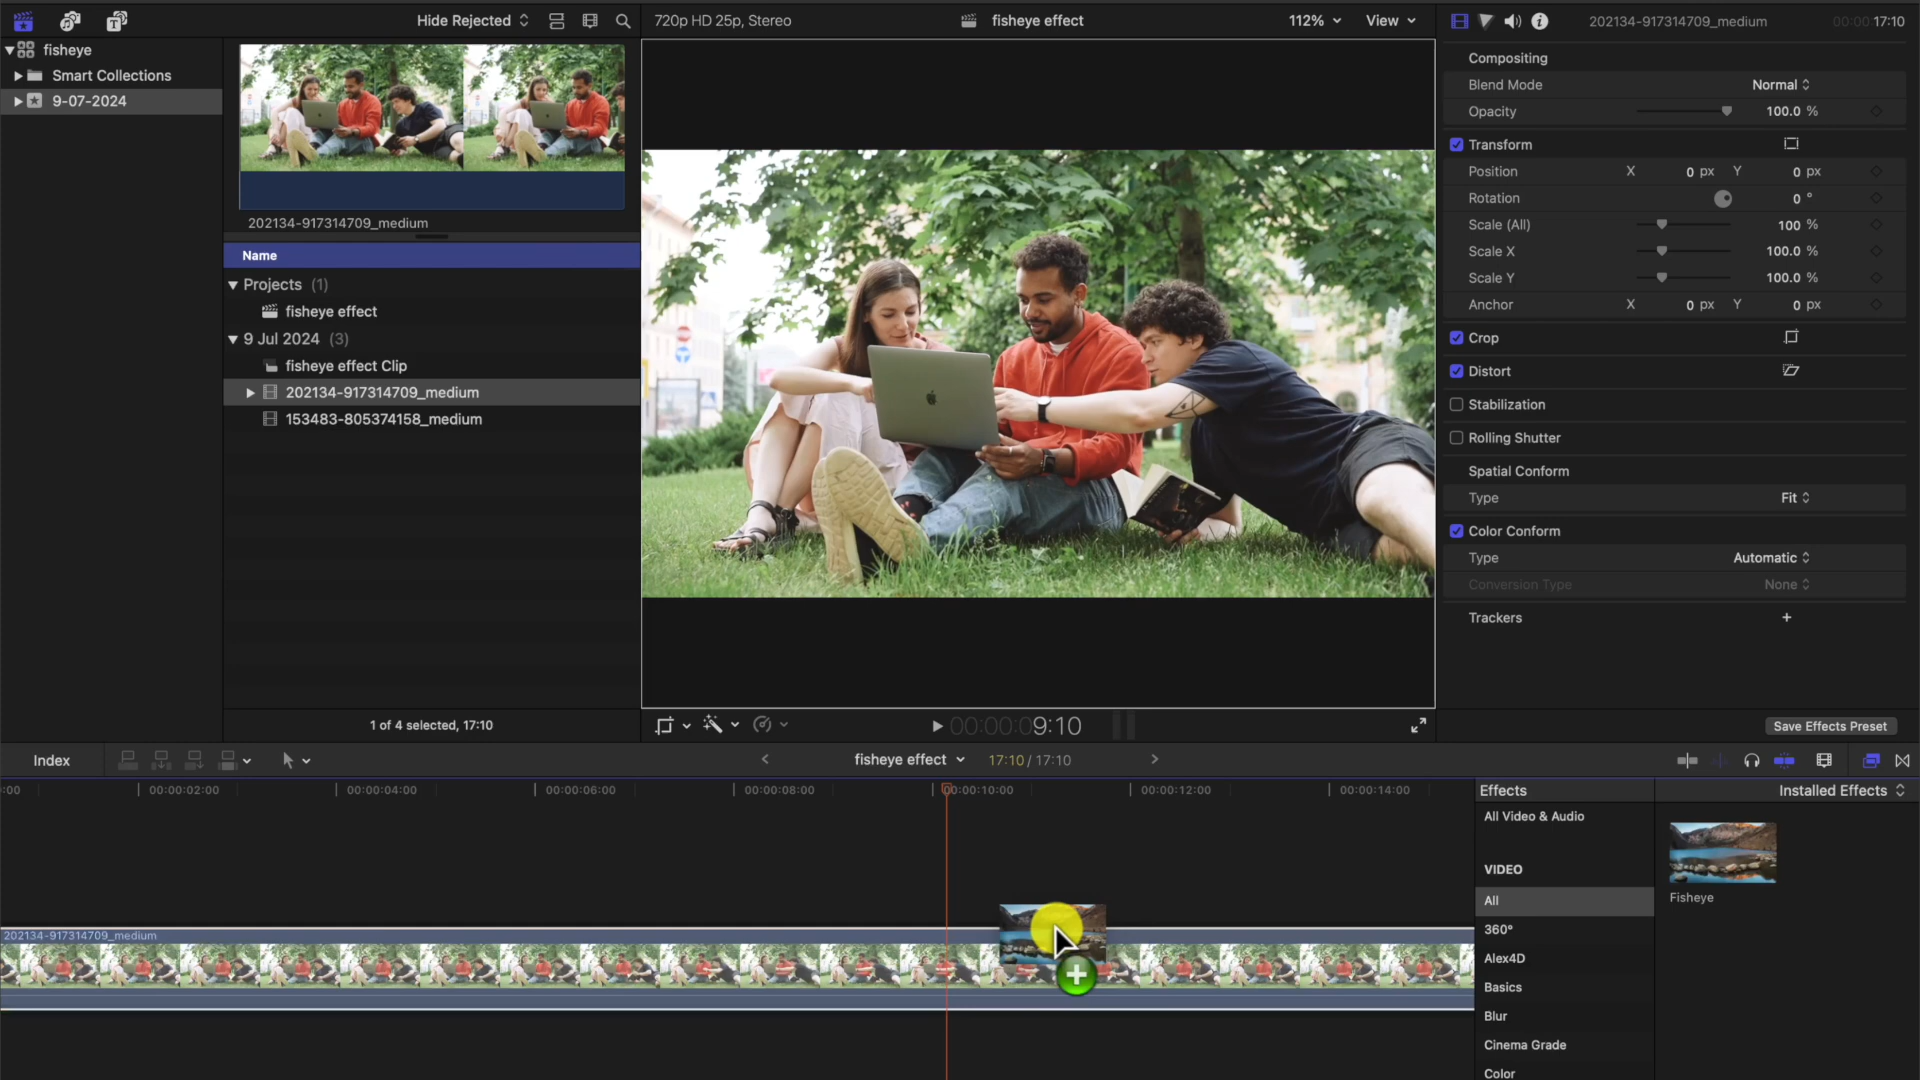 Hide Rejected
720p HD 25p, Stereo
fisheye effect
112%
View
202134-917314709_medium
00:00:00:17:10
fisheye
Smart Collections
9-07-2024
202134-917314709_medium
Name
Projects (1)
fisheye effect
9 Jul 2024 (3)
fisheye effect Clip
202134-917314709_medium
153483-805374158_medium
1 of 4 selected, 17:10
00:00:09:10
Compositing
Blend Mode Normal
Opacity 100.0 %
Transform
Position X 0 px Y 0 px
Rotation 0 °
Scale (All) 100 %
Scale X 100.0 %
Scale Y 100.0 %
Anchor X 0 px Y 0 px
Crop
Distort
Stabilization
Rolling Shutter
Spatial Conform
Type Fit
Color Conform
Type Automatic
Conversion Type None
Trackers
Save Effects Preset
Index
fisheye effect
17:10 / 17:10
:00
00:00:02:00
00:00:04:00
00:00:06:00
00:00:08:00
00:00:10:00
00:00:12:00
00:00:14:00
202134-917314709_medium
Effects
Installed Effects
All Video & Audio
VIDEO
All
360°
Alex4D
Basics
Blur
Cinema Grade
Color
Fisheye